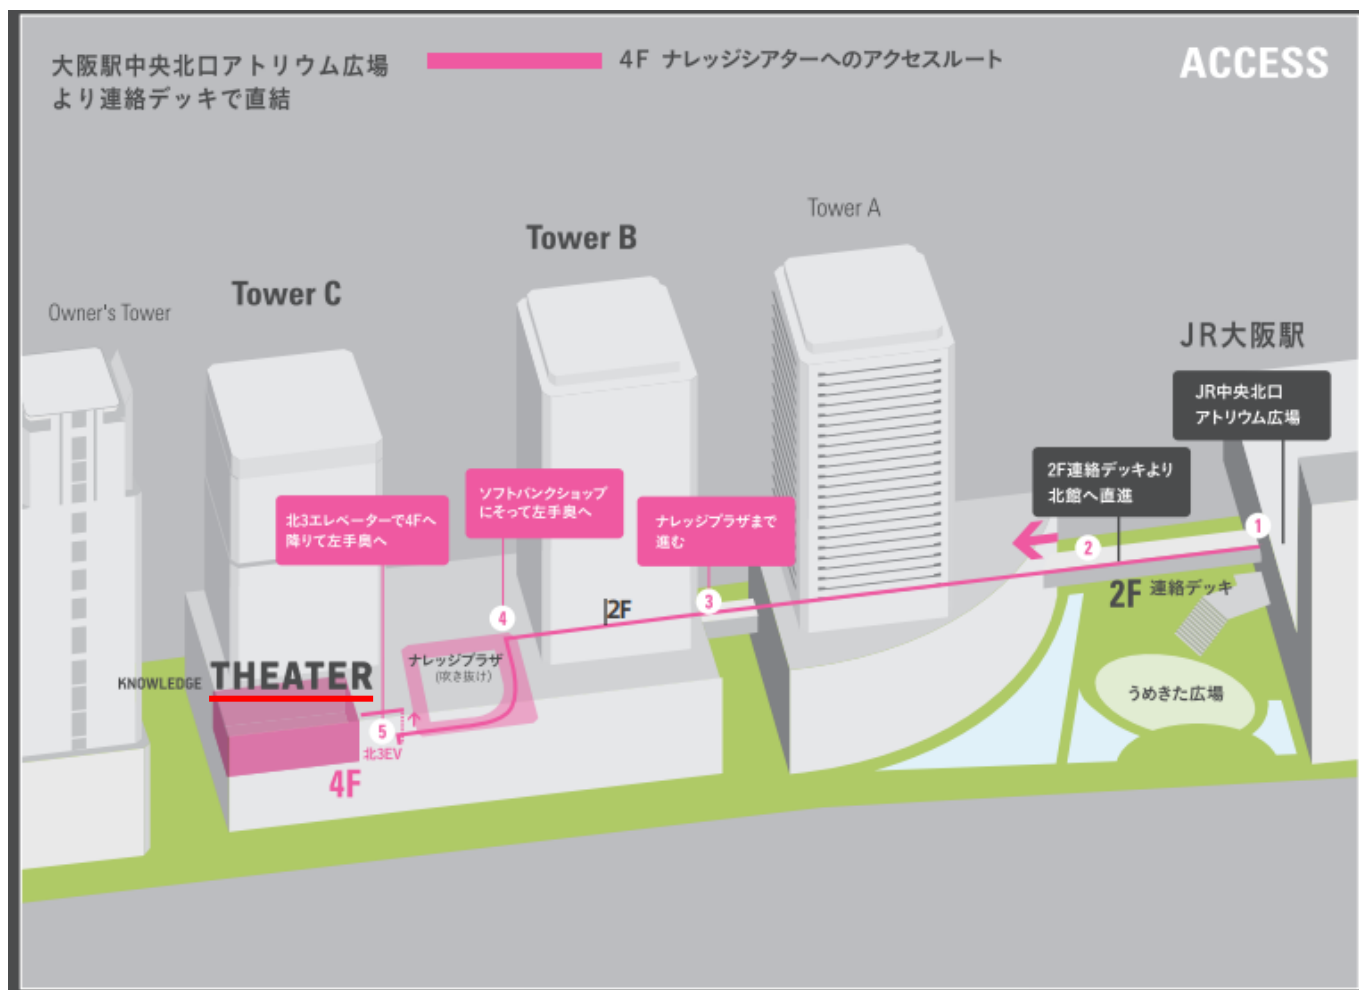 大阪駅中央北口アトリウム広場
より連絡デッキで直結
4F ナレッジシアターへのアクセスルート
ACCESS
Tower A
Tower B
Tower C
Owner's Tower
JR大阪駅
JR中央北口
アトリウム広場
2F連絡デッキより
北館へ直進
ソフトバンクショップ
にそって左手奥へ
ナレッジプラザまで
進む
北3エレベーターで4Fへ
降りて左手奥へ
1
2
2F 連絡デッキ
3
2F
4
ナレッジプラザ
(吹き抜け)
KNOWLEDGE THEATER
うめきた広場
5
北3EV
4F